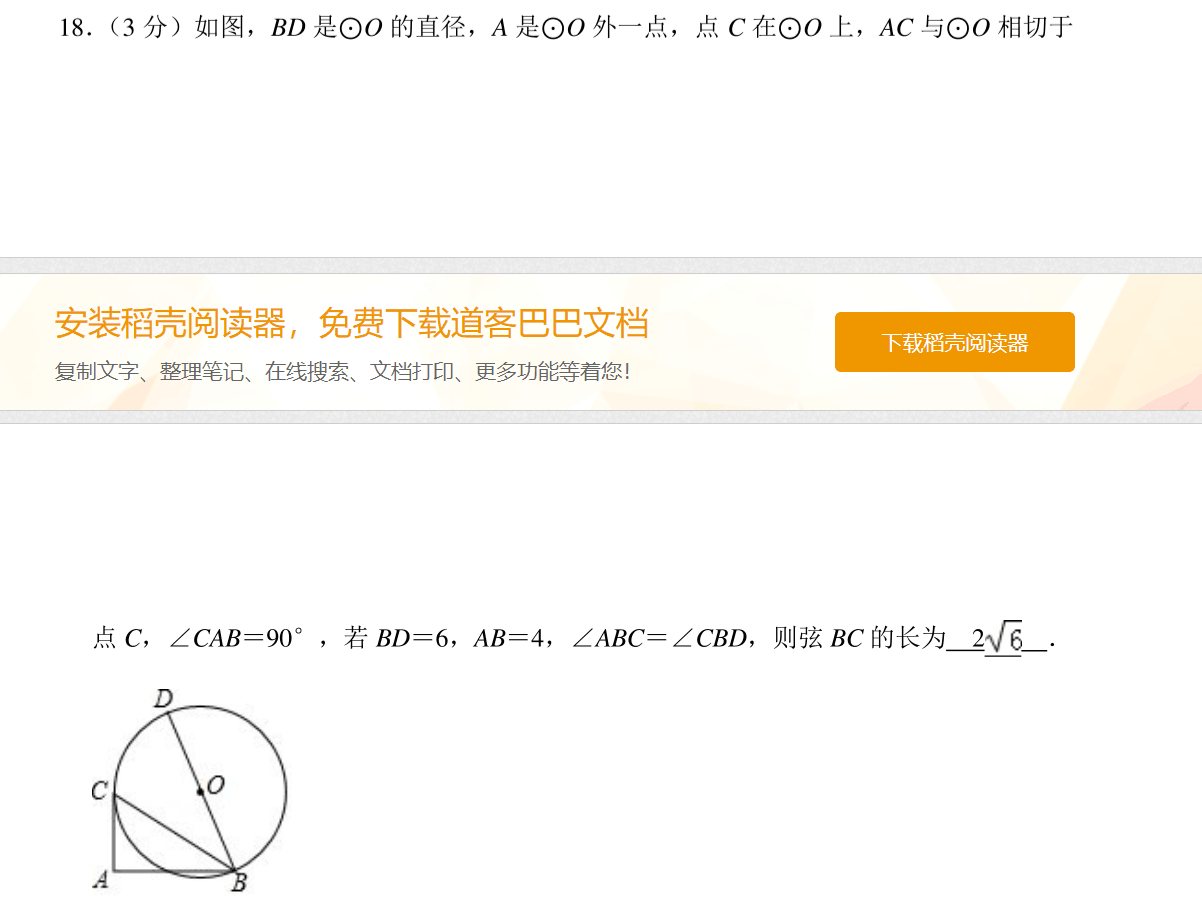 18.（3 分）如图，BD 是⊙O 的直径，A 是⊙O 外一点，点 C 在⊙O 上，AC 与⊙O 相切于
安装稻壳阅读器，免费下载道客巴巴文档
复制文字、整理笔记、在线搜索、文档打印、更多功能等着您！
下载稻壳阅读器
点 C，∠CAB＝90°，若 BD＝6，AB＝4，∠ABC＝∠CBD，则弦 BC 的长为 2√6 .
D
C
O
A
B